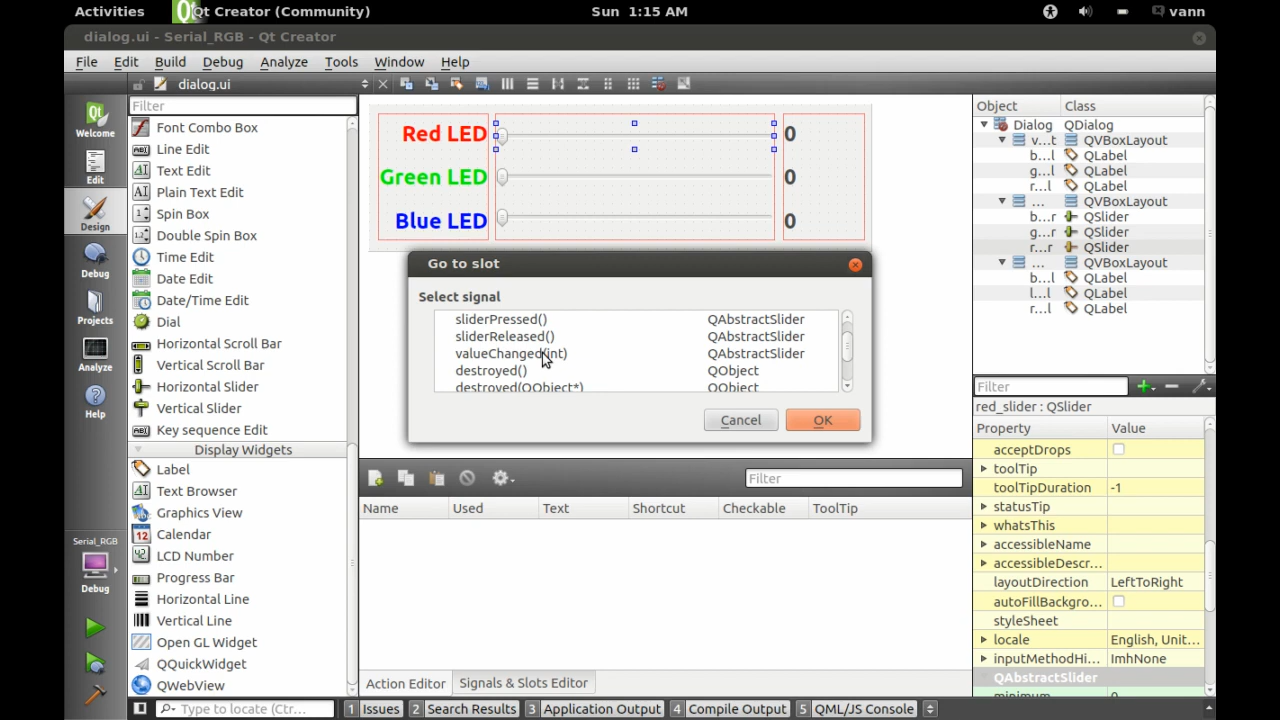 Activities Qt Creator (Community) Sun 1:15 AM vann
dialog.ui - Serial_RGB - Qt Creator
File Edit Build Debug Analyze Tools Window Help
dialog.ui
Welcome
Edit
Design
Debug
Projects
Analyze
Help
Serial_RGB
Debug
Filter
Font Combo Box
Line Edit
Text Edit
Plain Text Edit
Spin Box
Double Spin Box
Time Edit
Date Edit
Date/Time Edit
Dial
Horizontal Scroll Bar
Vertical Scroll Bar
Horizontal Slider
Vertical Slider
Key sequence Edit
Display Widgets
Label
Text Browser
Graphics View
Calendar
LCD Number
Progress Bar
Horizontal Line
Vertical Line
Open GL Widget
QQuickWidget
QWebView
Red LED 0
Green LED 0
Blue LED 0
Go to slot
Select signal
sliderPressed() QAbstractSlider
sliderReleased() QAbstractSlider
valueChanged(int) QAbstractSlider
destroyed() QObject
destroyed(QObject*) QObject
Cancel OK
Filter
Name Used Text Shortcut Checkable ToolTip
Action Editor Signals & Slots Editor
Object Class
Dialog QDialog
v...t QVBoxLayout
b...l QLabel
g...l QLabel
r...l QLabel
... QVBoxLayout
b...r QSlider
g...r QSlider
r...r QSlider
... QVBoxLayout
b...l QLabel
l...l QLabel
r...l QLabel
Filter
red_slider : QSlider
Property Value
acceptDrops
toolTip
toolTipDuration -1
statusTip
whatsThis
accessibleName
accessibleDescr...
layoutDirection LeftToRight
autoFillBackgro...
styleSheet
locale English, Unit...
inputMethodHi... ImhNone
QAbstractSlider
minimum 0
Type to locate (Ctr... 1 Issues 2 Search Results 3 Application Output 4 Compile Output 5 QML/JS Console